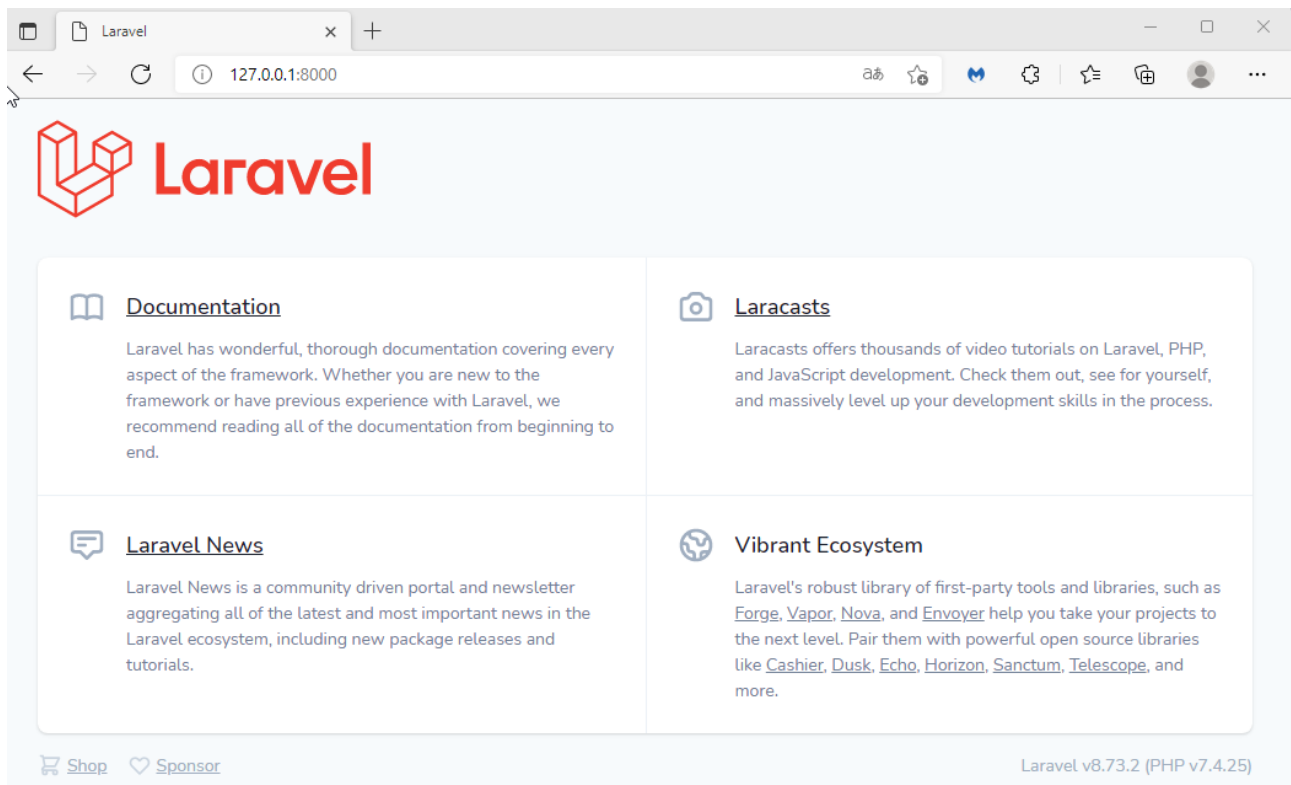 Laravel
127.0.0.1:8000
aあ
Laravel
Documentation
Laravel has wonderful, thorough documentation covering every
aspect of the framework. Whether you are new to the
framework or have previous experience with Laravel, we
recommend reading all of the documentation from beginning to
end.
Laracasts
Laracasts offers thousands of video tutorials on Laravel, PHP,
and JavaScript development. Check them out, see for yourself,
and massively level up your development skills in the process.
Laravel News
Laravel News is a community driven portal and newsletter
aggregating all of the latest and most important news in the
Laravel ecosystem, including new package releases and
tutorials.
Vibrant Ecosystem
Laravel's robust library of first-party tools and libraries, such as
Forge, Vapor, Nova, and Envoyer help you take your projects to
the next level. Pair them with powerful open source libraries
like Cashier, Dusk, Echo, Horizon, Sanctum, Telescope, and
more.
Shop Sponsor
Laravel v8.73.2 (PHP v7.4.25)